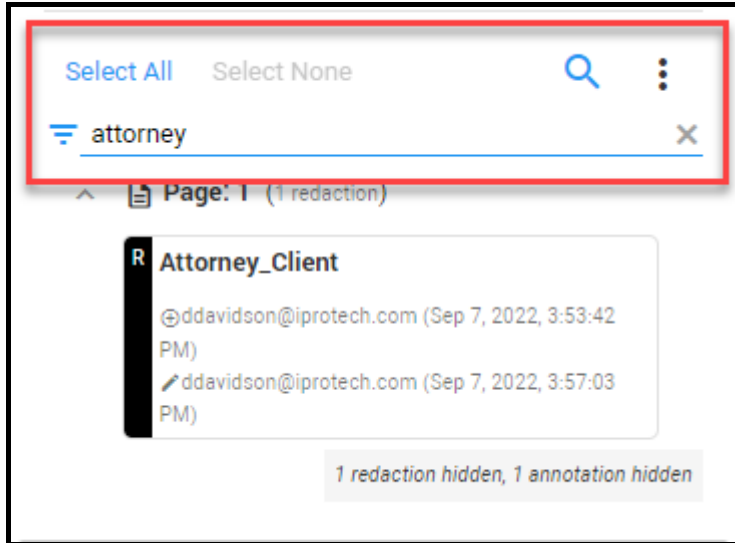 Select All Select None
attorney
Page: 1 (1 redaction)
R Attorney_Client
ddavidson@iprotech.com (Sep 7, 2022, 3:53:42
PM)
ddavidson@iprotech.com (Sep 7, 2022, 3:57:03
PM)
1 redaction hidden, 1 annotation hidden